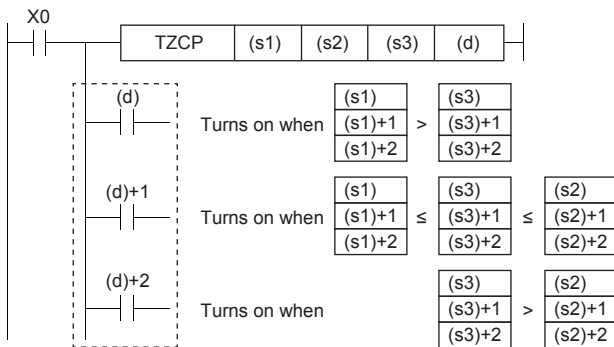 X0
TZCP (s1) (s2) (s3) (d)
(d)
Turns on when
(s1) (s3)
(s1)+1 > (s3)+1
(s1)+2 (s3)+2
(d)+1
Turns on when
(s1) (s3) (s2)
(s1)+1 ≤ (s3)+1 ≤ (s2)+1
(s1)+2 (s3)+2 (s2)+2
(d)+2
Turns on when
(s3) (s2)
(s3)+1 > (s2)+1
(s3)+2 (s2)+2